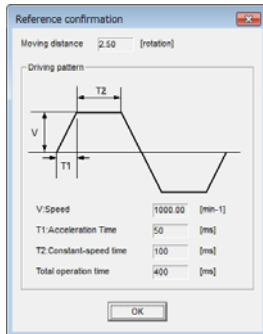 Reference confirmation
Moving distance 2.50 [rotation]
Driving pattern
T2
V
T1
V:Speed 1000.00 [min-1]
T1:Acceleration Time 50 [ms]
T2:Constant-speed time 100 [ms]
Total operation time 400 [ms]
OK